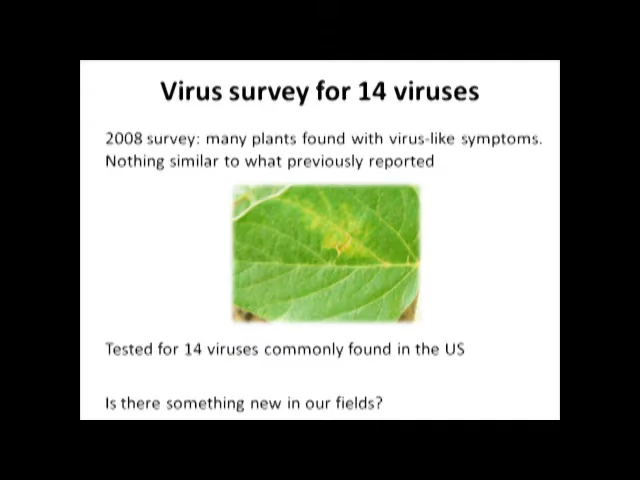 Virus survey for 14 viruses
2008 survey: many plants found with virus-like symptoms.
Nothing similar to what previously reported
Tested for 14 viruses commonly found in the US
Is there something new in our fields?